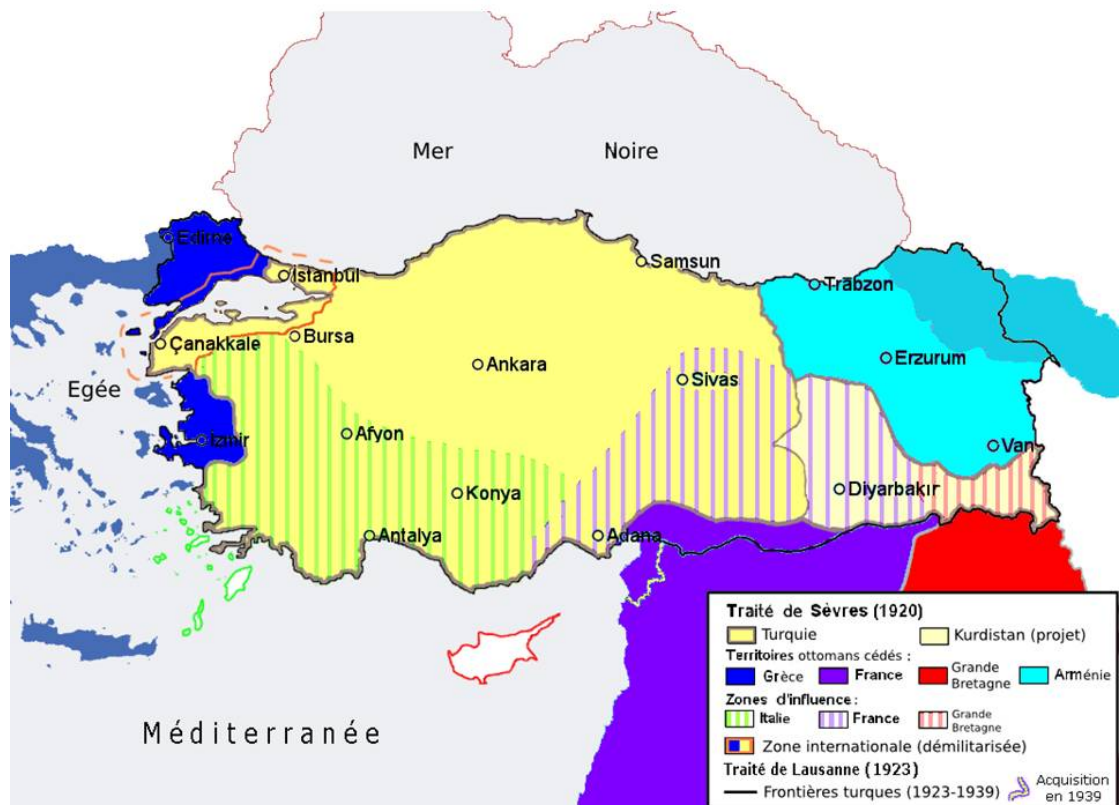 Mer Noire
Edirne
Istanbul
Samsun
Trabzon
Çanakkale
Bursa
Ankara
Erzurum
Sivas
Egée
İzmir
Afyon
Van
Konya
Diyarbakır
Antalya
Adana
Méditerranée
Traité de Sèvres (1920)
Turquie
Kurdistan (projet)
Territoires ottomans cédés :
Grèce
France
Grande
Bretagne
Arménie
Zones d'influence :
Italie
France
Grande
Bretagne
Zone internationale (démilitarisée)
Traité de Lausanne (1923)
Frontières turques (1923-1939)
Acquisition
en 1939